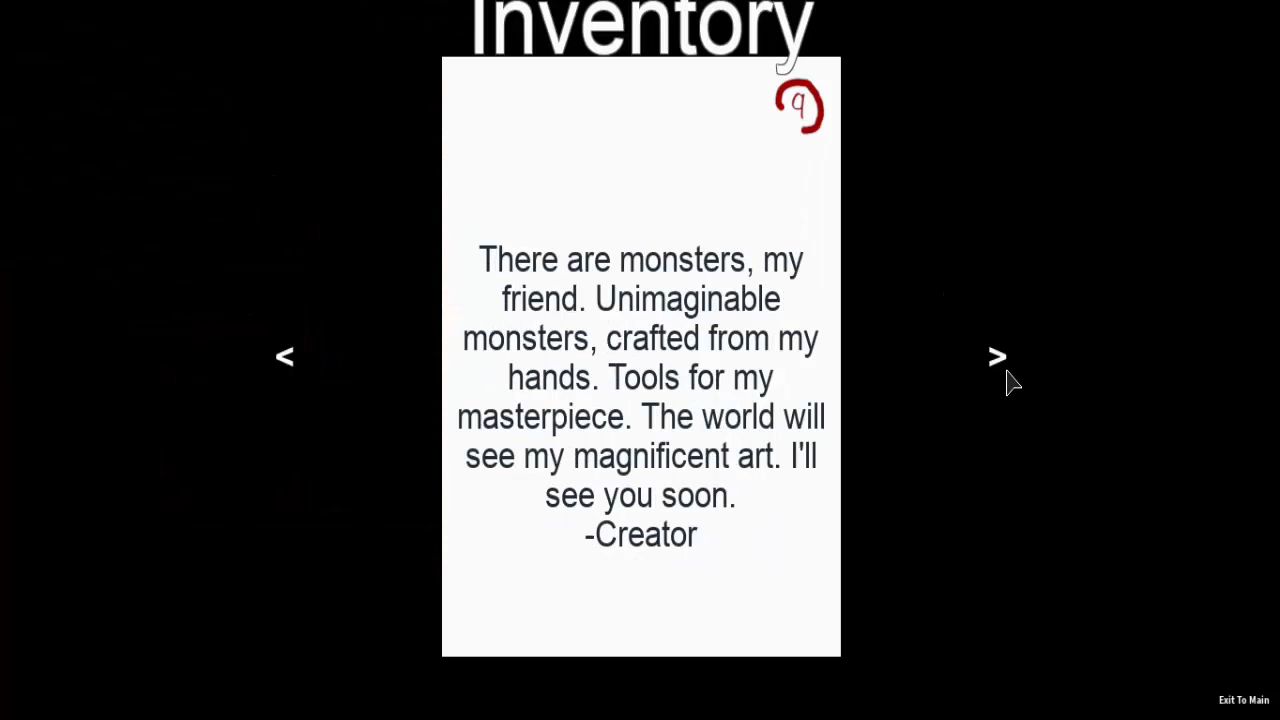 Inventory
9
There are monsters, my
friend. Unimaginable
monsters, crafted from my
hands. Tools for my
masterpiece. The world will
see my magnificent art. I'll
see you soon.
-Creator
< >
Exit To Main